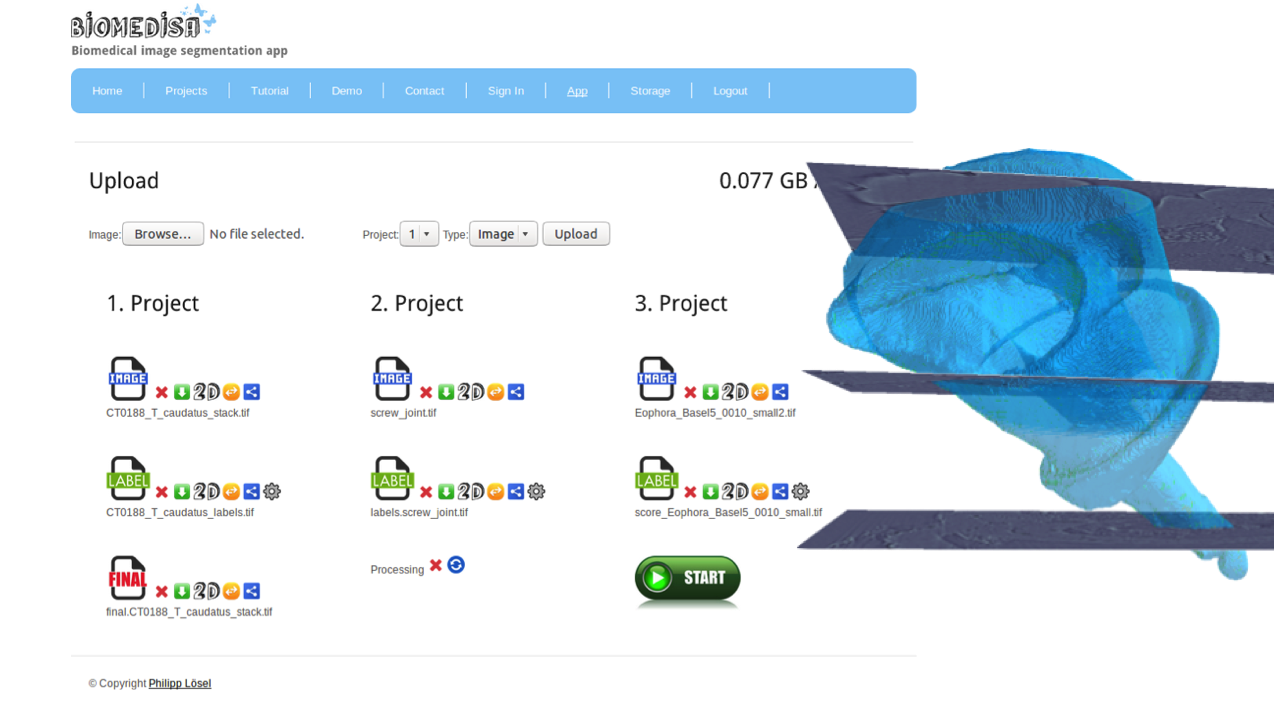 BIOMEDISA
Biomedical image segmentation app
Home Projects Tutorial Demo Contact Sign In App Storage Logout
Upload 0.077 GB
Image: Browse... No file selected. Project: 1 Type: Image Upload
1. Project 2. Project 3. Project
IMAGE 2D IMAGE 2D IMAGE 2D
CT0188_T_caudatus_stack.tif screw_joint.tif Eophora_Basel5_0010_small2.tif
LABEL 2D LABEL 2D LABEL 2D
CT0188_T_caudatus_labels.tif labels.screw_joint.tif score_Eophora_Basel5_0010_small.tif
FINAL 2D Processing START
final.CT0188_T_caudatus_stack.tif
© Copyright Philipp Lösel